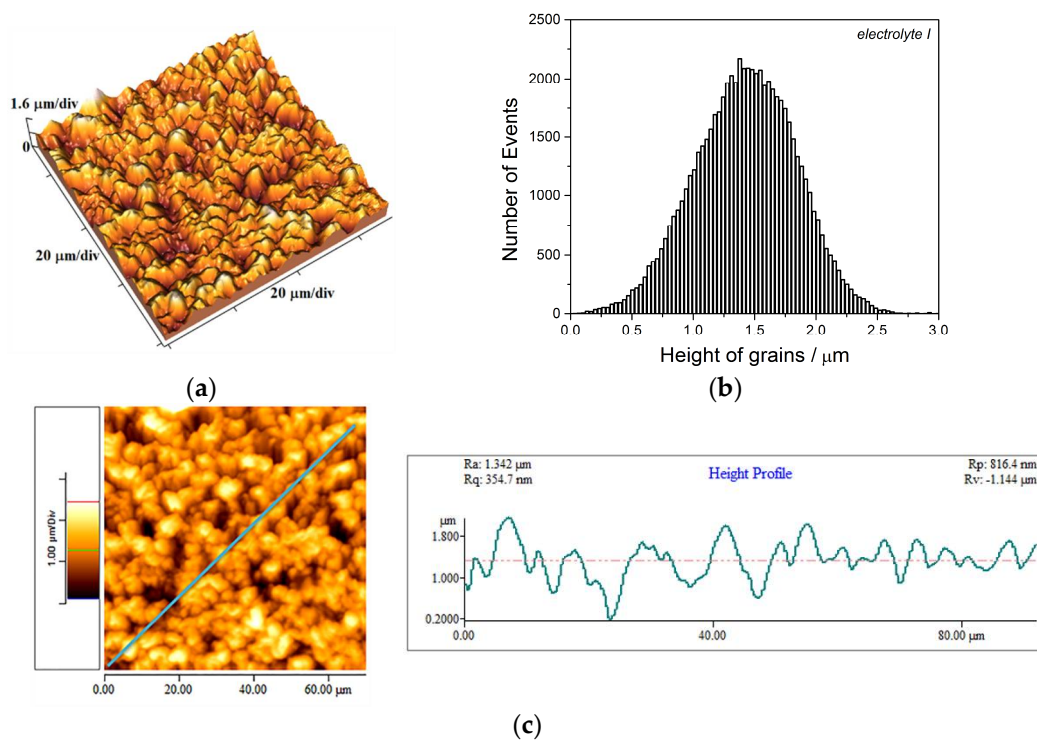 1.6 μm/div
0
20 μm/div
20 μm/div
(a)
electrolyte I
Number of Events
2500
2000
1500
1000
500
0
0.0 0.5 1.0 1.5 2.0 2.5 3.0
Height of grains / μm
(b)
1.00 μm/Div
0.00 20.00 40.00 60.00 μm
Ra: 1.342 μm
Rq: 354.7 nm
Height Profile
Rp: 816.4 nm
Rv: -1.144 μm
μm
1.800
1.000
0.2000
0.00 40.00 80.00 μm
(c)